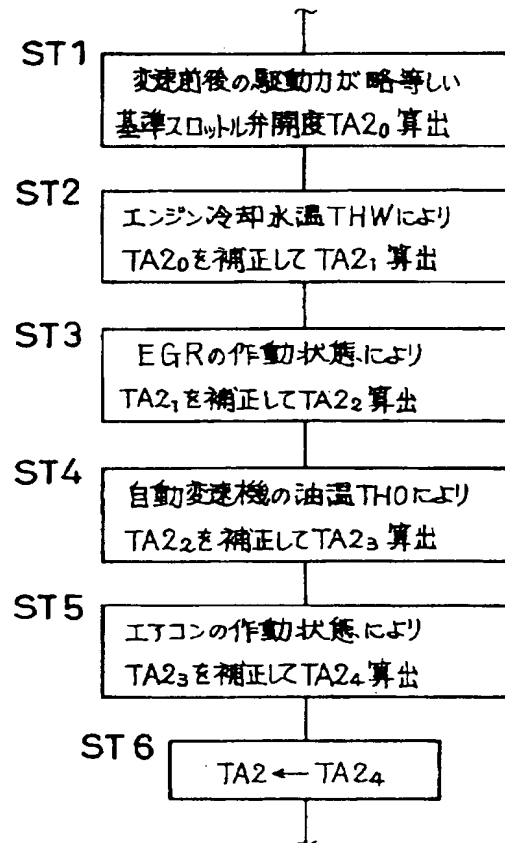 ST1
変速前後の駆動力が略等しい
基準スロットル弁開度TA2₀算出
ST2
エンジン冷却水温THWにより
TA2₀を補正してTA2₁算出
ST3
EGRの作動状態により
TA2₁を補正してTA2₂算出
ST4
自動変速機の油温THOにより
TA2₂を補正してTA2₃算出
ST5
エアコンの作動状態により
TA2₃を補正してTA2₄算出
ST6
TA2←TA2₄